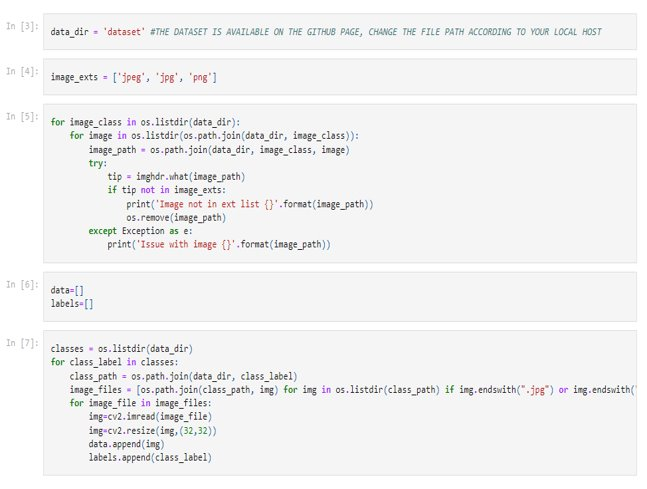 In [3]:
data_dir = 'dataset' #THE DATASET IS AVAILABLE ON THE GITHUB PAGE, CHANGE THE FILE PATH ACCORDING TO YOUR LOCAL HOST
In [4]:
image_exts = ['jpeg', 'jpg', 'png']
In [5]:
for image_class in os.listdir(data_dir):
    for image in os.listdir(os.path.join(data_dir, image_class)):
        image_path = os.path.join(data_dir, image_class, image)
        try:
            tip = imghdr.what(image_path)
            if tip not in image_exts:
                print('Image not in ext list {}'.format(image_path))
                os.remove(image_path)
        except Exception as e:
            print('Issue with image {}'.format(image_path))
In [6]:
data=[]
labels=[]
In [7]:
classes = os.listdir(data_dir)
for class_label in classes:
    class_path = os.path.join(data_dir, class_label)
    image_files = [os.path.join(class_path, img) for img in os.listdir(class_path) if img.endswith(".jpg") or img.endswith("
    for image_file in image_files:
        img=cv2.imread(image_file)
        img=cv2.resize(img,(32,32))
        data.append(img)
        labels.append(class_label)